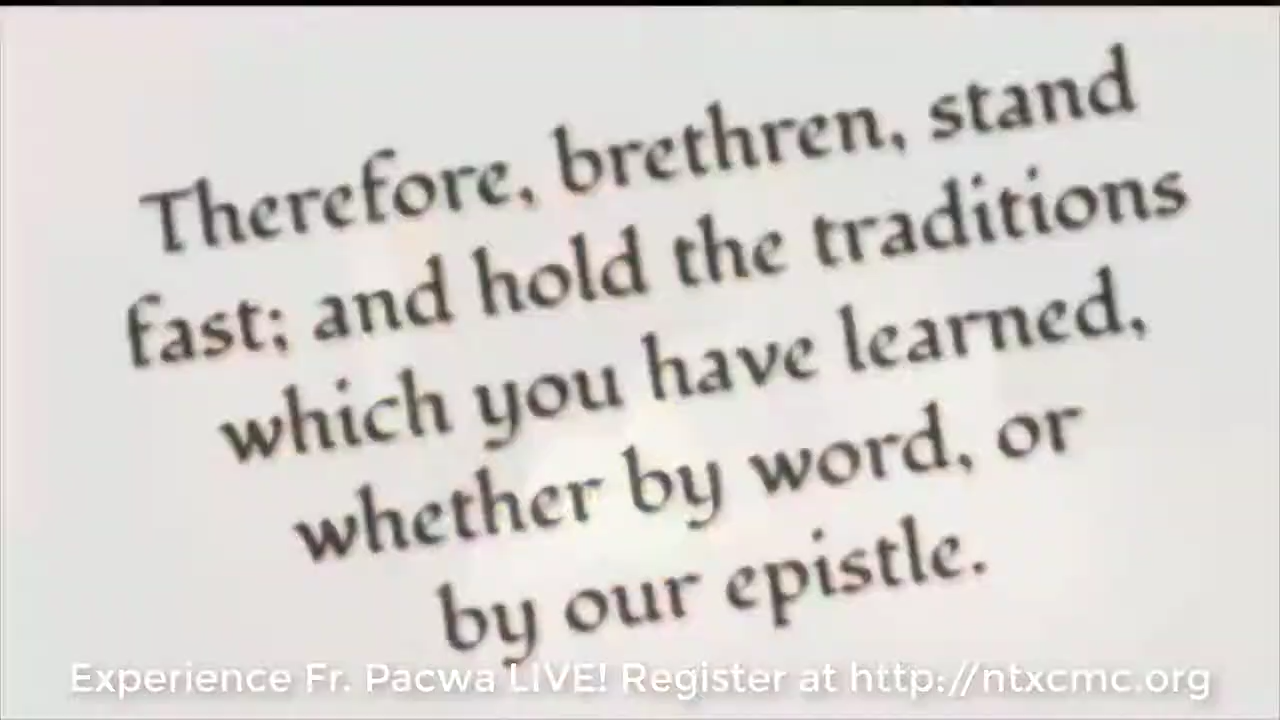 Therefore, brethren, stand
fast; and hold the traditions
which you have learned,
whether by word, or
by our epistle.
Experience Fr. Pacwa LIVE! Register at http://ntxcmc.org